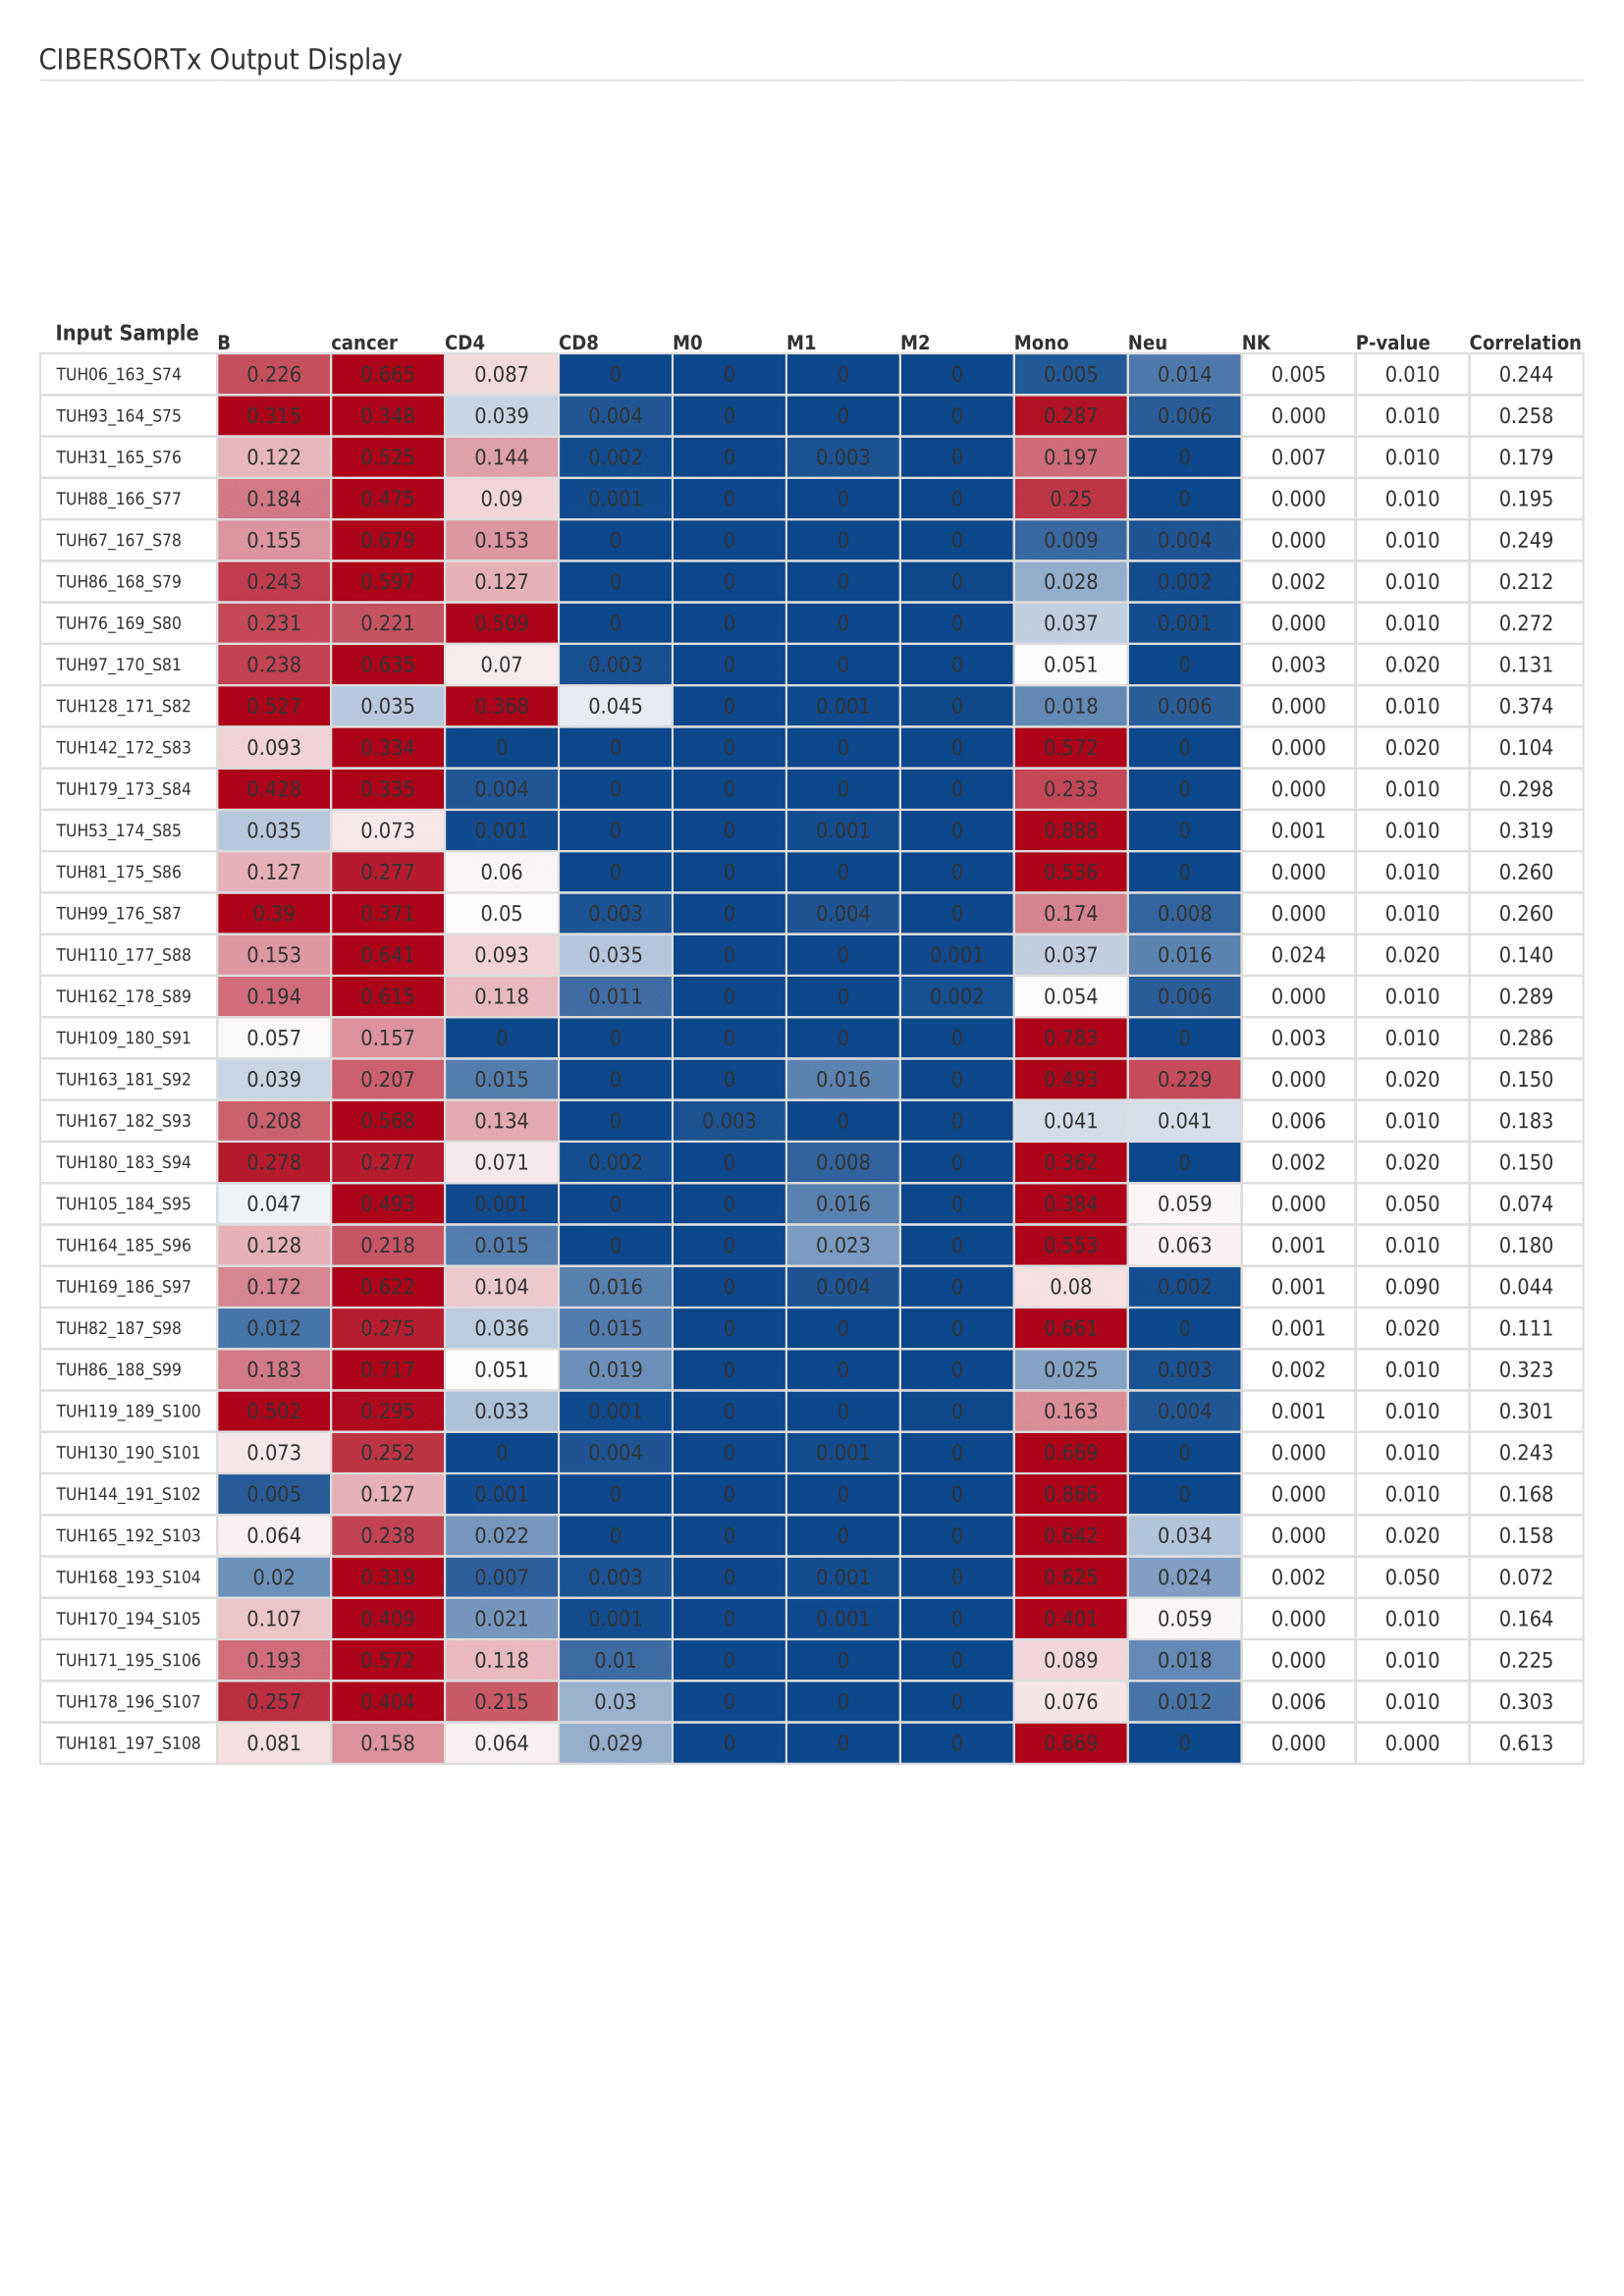 CIBERSORTx Output Display
Input Sample B cancer CD4 CD8 M0 M1 M2 Mono Neu NK P-value Correlation
TUH06_163_S74 0.226 0.665 0.087 0 0 0 0 0.005 0.014 0.005 0.010 0.244
TUH93_164_S75 0.315 0.348 0.039 0.004 0 0 0 0.287 0.006 0.000 0.010 0.258
TUH31_165_S76 0.122 0.525 0.144 0.002 0 0.003 0 0.197 0 0.007 0.010 0.179
TUH88_166_S77 0.184 0.475 0.09 0.001 0 0 0 0.25 0 0.000 0.010 0.195
TUH67_167_S78 0.155 0.679 0.153 0 0 0 0 0.009 0.004 0.000 0.010 0.249
TUH86_168_S79 0.243 0.597 0.127 0 0 0 0 0.028 0.002 0.002 0.010 0.212
TUH76_169_S80 0.231 0.221 0.509 0 0 0 0 0.037 0.001 0.000 0.010 0.272
TUH97_170_S81 0.238 0.635 0.07 0.003 0 0 0 0.051 0 0.003 0.020 0.131
TUH128_171_S82 0.527 0.035 0.368 0.045 0 0.001 0 0.018 0.006 0.000 0.010 0.374
TUH142_172_S83 0.093 0.334 0 0 0 0 0 0.572 0 0.000 0.020 0.104
TUH179_173_S84 0.428 0.335 0.004 0 0 0 0 0.233 0 0.000 0.010 0.298
TUH53_174_S85 0.035 0.073 0.001 0 0 0.001 0 0.888 0 0.001 0.010 0.319
TUH81_175_S86 0.127 0.277 0.06 0 0 0 0 0.536 0 0.000 0.010 0.260
TUH99_176_S87 0.39 0.371 0.05 0.003 0 0.004 0 0.174 0.008 0.000 0.010 0.260
TUH110_177_S88 0.153 0.641 0.093 0.035 0 0 0.001 0.037 0.016 0.024 0.020 0.140
TUH162_178_S89 0.194 0.615 0.118 0.011 0 0 0.002 0.054 0.006 0.000 0.010 0.289
TUH109_180_S91 0.057 0.157 0 0 0 0 0 0.783 0 0.003 0.010 0.286
TUH163_181_S92 0.039 0.207 0.015 0 0 0.016 0 0.493 0.229 0.000 0.020 0.150
TUH167_182_S93 0.208 0.568 0.134 0 0.003 0 0 0.041 0.041 0.006 0.010 0.183
TUH180_183_S94 0.278 0.277 0.071 0.002 0 0.008 0 0.362 0 0.002 0.020 0.150
TUH105_184_S95 0.047 0.493 0.001 0 0 0.016 0 0.384 0.059 0.000 0.050 0.074
TUH164_185_S96 0.128 0.218 0.015 0 0 0.023 0 0.553 0.063 0.001 0.010 0.180
TUH169_186_S97 0.172 0.622 0.104 0.016 0 0.004 0 0.08 0.002 0.001 0.090 0.044
TUH82_187_S98 0.012 0.275 0.036 0.015 0 0 0 0.661 0 0.001 0.020 0.111
TUH86_188_S99 0.183 0.717 0.051 0.019 0 0 0 0.025 0.003 0.002 0.010 0.323
TUH119_189_S100 0.502 0.295 0.033 0.001 0 0 0 0.163 0.004 0.001 0.010 0.301
TUH130_190_S101 0.073 0.252 0 0.004 0 0.001 0 0.669 0 0.000 0.010 0.243
TUH144_191_S102 0.005 0.127 0.001 0 0 0 0 0.866 0 0.000 0.010 0.168
TUH165_192_S103 0.064 0.238 0.022 0 0 0 0 0.642 0.034 0.000 0.020 0.158
TUH168_193_S104 0.02 0.319 0.007 0.003 0 0.001 0 0.625 0.024 0.002 0.050 0.072
TUH170_194_S105 0.107 0.409 0.021 0.001 0 0.001 0 0.401 0.059 0.000 0.010 0.164
TUH171_195_S106 0.193 0.572 0.118 0.01 0 0 0 0.089 0.018 0.000 0.010 0.225
TUH178_196_S107 0.257 0.404 0.215 0.03 0 0 0 0.076 0.012 0.006 0.010 0.303
TUH181_197_S108 0.081 0.158 0.064 0.029 0 0 0 0.669 0 0.000 0.000 0.613